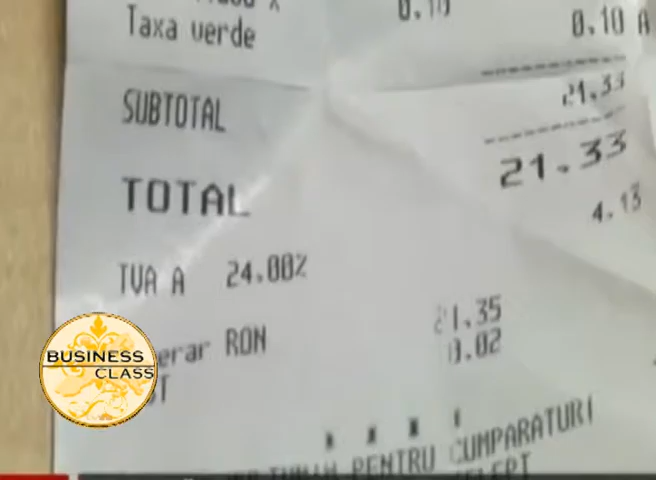 0.10
Taxa verde 0.10 A
SUBTOTAL 21.33
TOTAL 21.33
TVA A 24.00% 4.13
erar RON 21.35
0.02
PENTRU CUMPARATURI
BUSINESS
CLASS